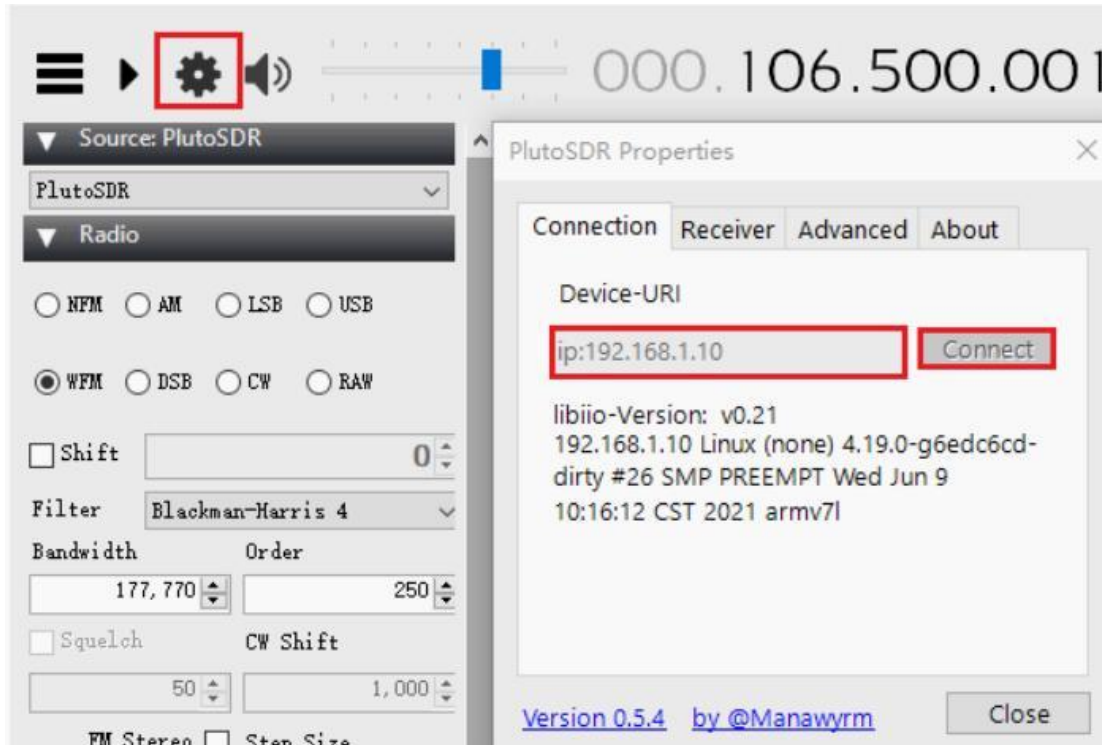 000.106.500.001
Source: PlutoSDR
PlutoSDR
Radio
NFM AM LSB USB
WFM DSB CW RAW
Shift 0
Filter Blackman-Harris 4
Bandwidth Order
177,770 250
Squelch CW Shift
50 1,000
FM Stereo Step Size
PlutoSDR Properties
Connection Receiver Advanced About
Device-URI
ip:192.168.1.10 Connect
libiio-Version: v0.21
192.168.1.10 Linux (none) 4.19.0-g6edc6cd-
dirty #26 SMP PREEMPT Wed Jun 9
10:16:12 CST 2021 armv7l
Version 0.5.4 by @Manawyrm Close